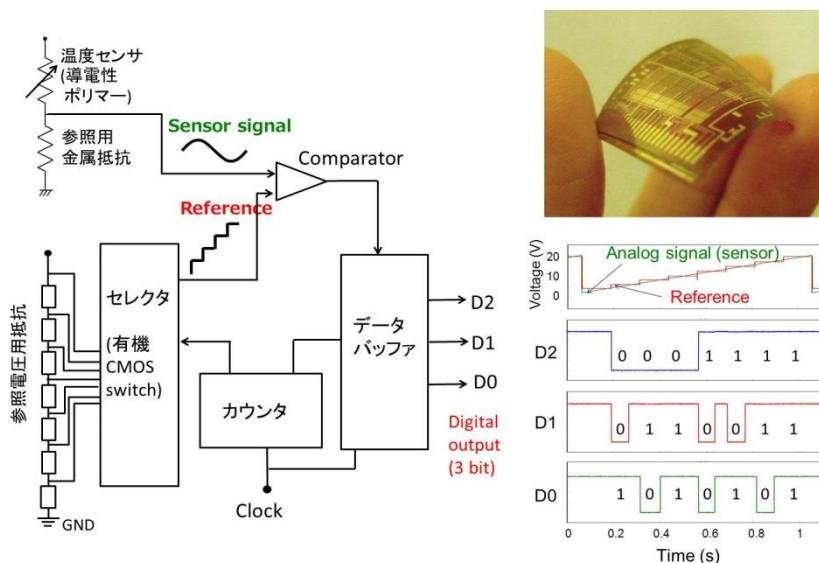 温度センサ
(導電性
ポリマー)
参照用
金属抵抗
Sensor signal
Comparator
Reference
参照電圧用抵抗
セレクタ
(有機
CMOS
switch)
GND
カウンタ
Clock
データ
バッファ
D2
D1
D0
Digital
output
(3 bit)
Voltage (V)
20
10
0
Analog signal (sensor)
Reference
D2
0 0 0 1 1 1 1
D1
0 1 1 0 0 1 1
D0
1 0 1 0 1 0 1
0 0.2 0.4 0.6 0.8 1
Time (s)